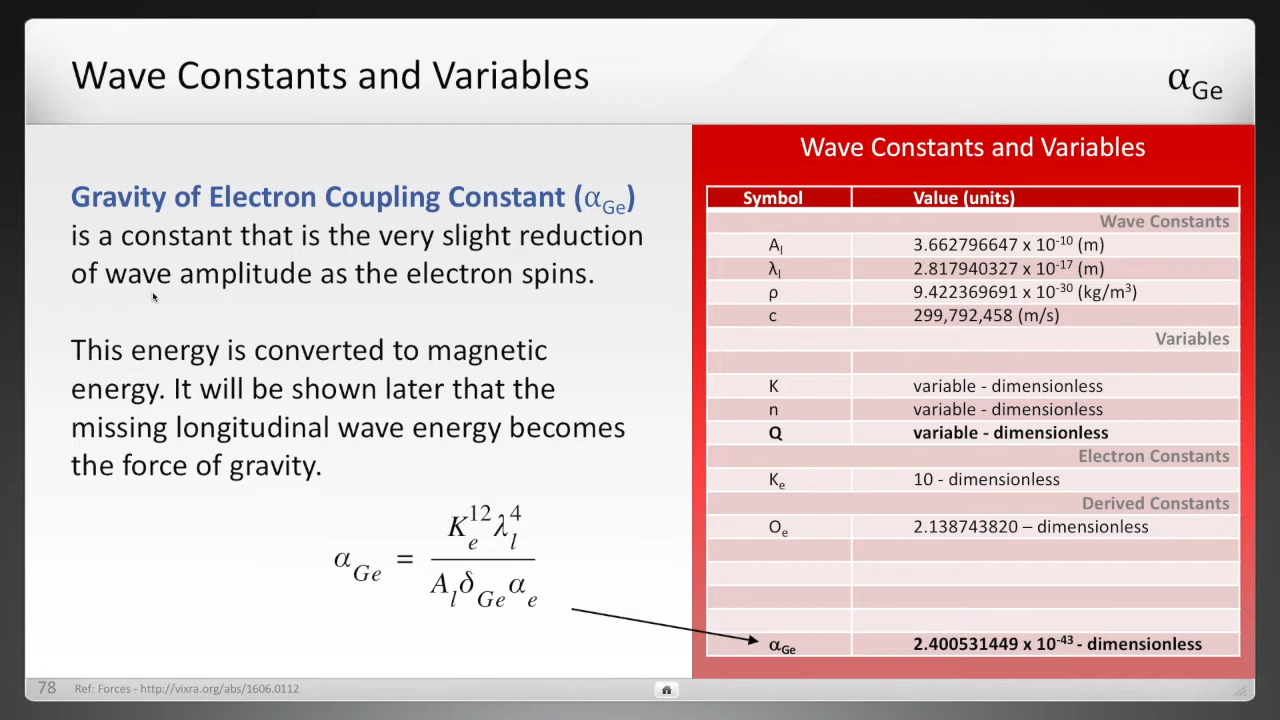 Wave Constants and Variables
α_Ge
Gravity of Electron Coupling Constant (α_Ge)
is a constant that is the very slight reduction
of wave amplitude as the electron spins.
This energy is converted to magnetic
energy. It will be shown later that the
missing longitudinal wave energy becomes
the force of gravity.
α_Ge = K_e^12 λ_l^4 / A_l δ_Ge α_e
Wave Constants and Variables
Symbol Value (units)
Wave Constants
A_l 3.662796647 x 10^-10 (m)
λ_l 2.817940327 x 10^-17 (m)
ρ 9.422369691 x 10^-30 (kg/m^3)
c 299,792,458 (m/s)
Variables
K variable - dimensionless
n variable - dimensionless
Q variable - dimensionless
Electron Constants
K_e 10 - dimensionless
Derived Constants
O_e 2.138743820 – dimensionless
α_Ge 2.400531449 x 10^-43 - dimensionless
78 Ref: Forces - http://vixra.org/abs/1606.0112